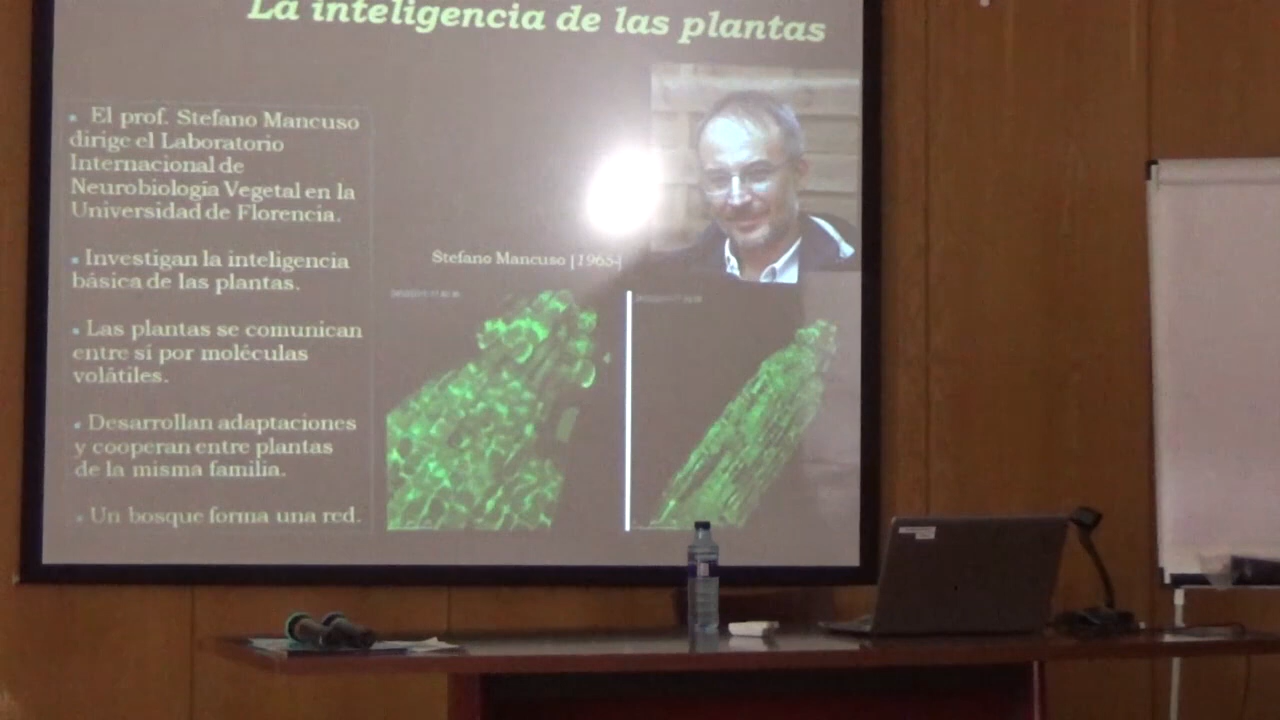 La inteligencia de las plantas
▪ El prof. Stefano Mancuso
dirige el Laboratorio
Internacional de
Neurobiología Vegetal en la
Universidad de Florencia.
▪ Investigan la inteligencia
básica de las plantas.
▪ Las plantas se comunican
entre sí por moléculas
volátiles.
▪ Desarrollan adaptaciones
y cooperan entre plantas
de la misma familia.
▪ Un bosque forma una red.
Stefano Mancuso [1965-]